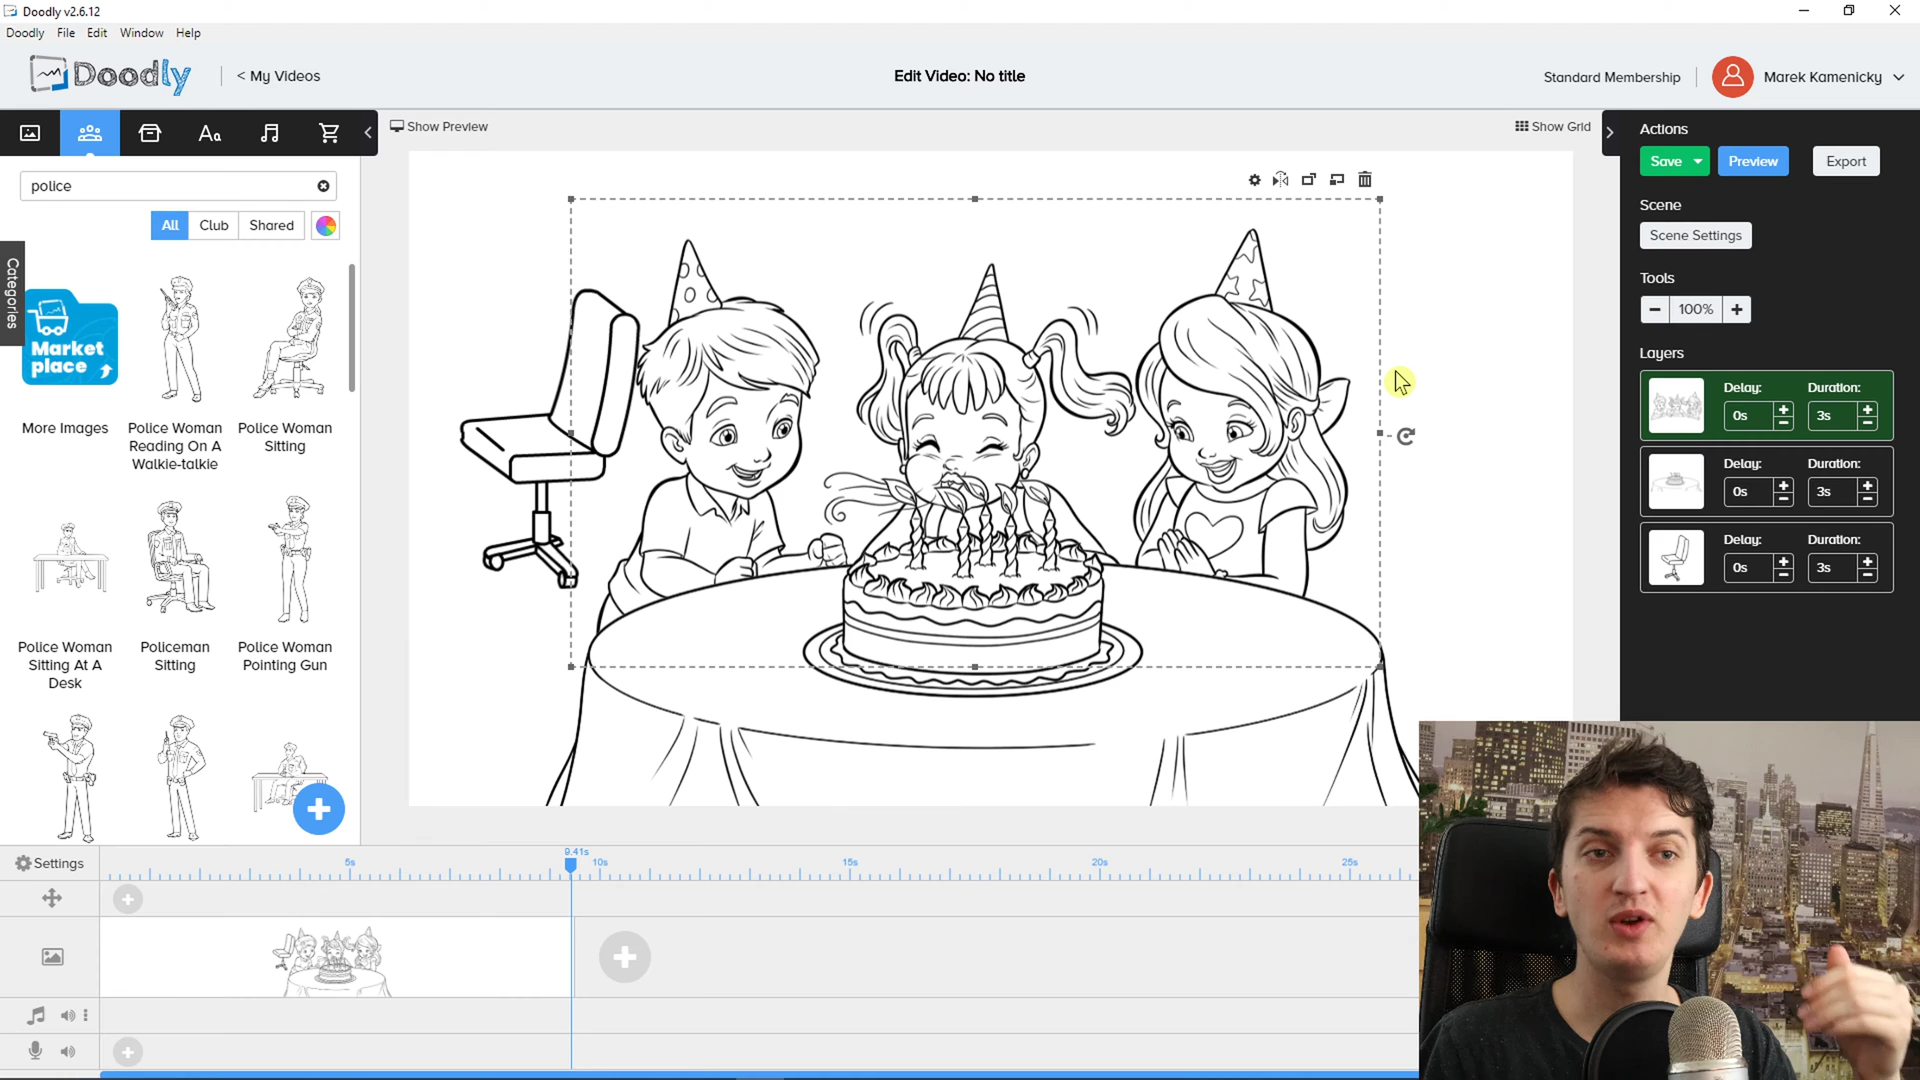 Doodly v2.6.12
Doodly File Edit Window Help
Doodly
< My Videos
Edit Video: No title
Standard Membership
Marek Kamenicky
Aa
Show Preview
Show Grid
police
All Club Shared
Categories
Market
place
More Images
Police Woman
Reading On A
Walkie-talkie
Police Woman
Sitting
Police Woman
Sitting At A
Desk
Policeman
Sitting
Police Woman
Pointing Gun
Actions
Save Preview Export
Scene
Scene Settings
Tools
100%
Layers
Delay: Duration:
0s 3s
Delay: Duration:
0s 3s
Delay: Duration:
0s 3s
Settings
9.41s
5s 10s 15s 20s 25s